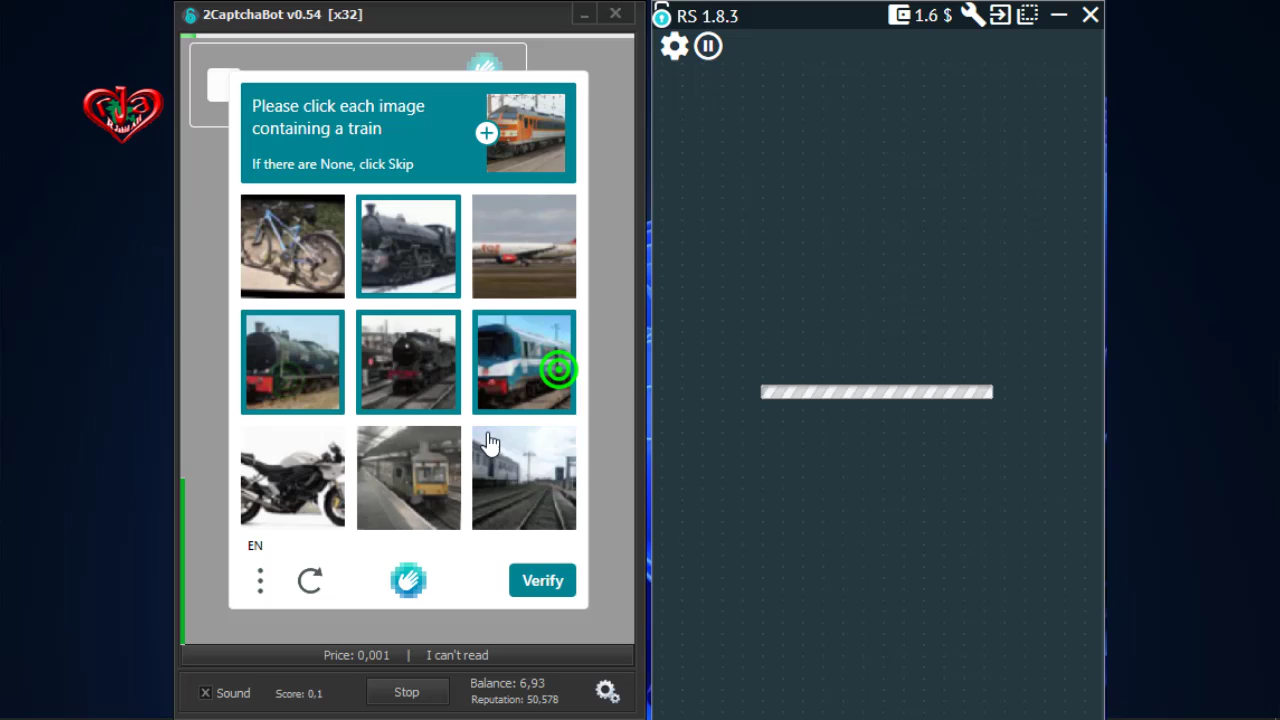 2CaptchaBot v0.54 [x32]
RS 1.8.3
1.6 $
rja
Please click each image
containing a train
If there are None, click Skip
EN
Verify
Price: 0,001 | I can't read
Sound
Score: 0,1
Stop
Balance: 6,93
Reputation: 50,578